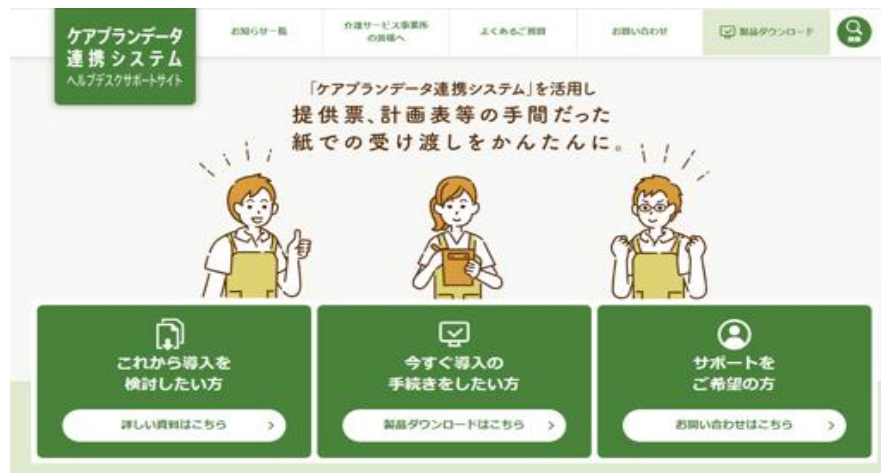 ケアプランデータ
連携システム
ヘルプデスクサポートサイト
お知らせ一覧
介護サービス事業所
の皆様へ
よくあるご質問
お問い合わせ
製品ダウンロード
検索
「ケアプランデータ連携システム」を活用し
提供票、計画表等の手間だった
紙での受け渡しをかんたんに。
これから導入を
検討したい方
詳しい資料はこちら
今すぐ導入の
手続きをしたい方
製品ダウンロードはこちら
サポートを
ご希望の方
お問い合わせはこちら